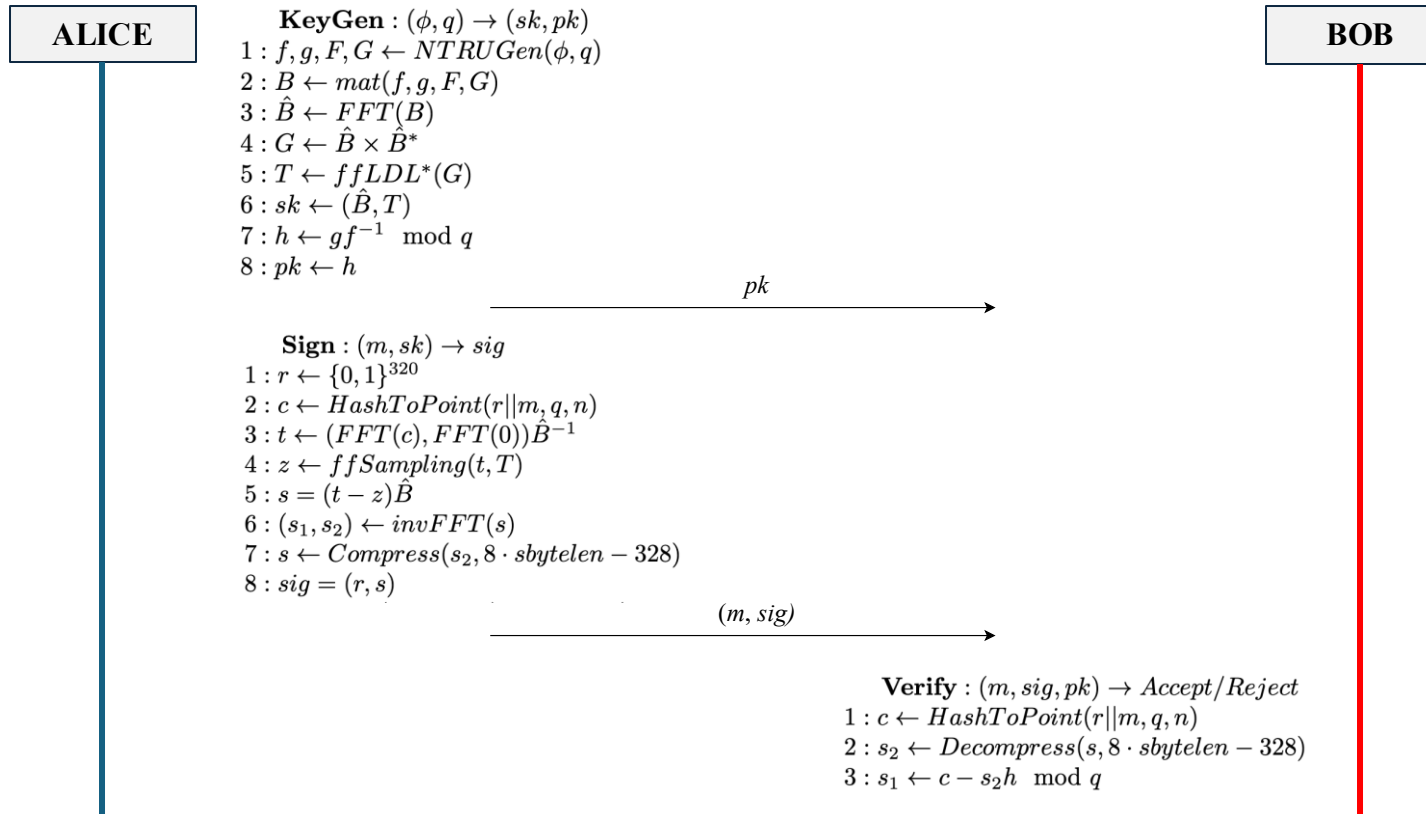 ALICE
BOB
KeyGen : (ϕ, q) → (sk, pk)
1 : f, g, F, G ← NTRUGen(ϕ, q)
2 : B ← mat(f, g, F, G)
3 : B̂ ← FFT(B)
4 : G ← B̂ × B̂*
5 : T ← ffLDL*(G)
6 : sk ← (B̂, T)
7 : h ← gf⁻¹ mod q
8 : pk ← h
pk
Sign : (m, sk) → sig
1 : r ← {0, 1}³²⁰
2 : c ← HashToPoint(r||m, q, n)
3 : t ← (FFT(c), FFT(0))B̂⁻¹
4 : z ← ffSampling(t, T)
5 : s = (t − z)B̂
6 : (s₁, s₂) ← invFFT(s)
7 : s ← Compress(s₂, 8 · sbytelen − 328)
8 : sig = (r, s)
(m, sig)
Verify : (m, sig, pk) → Accept/Reject
1 : c ← HashToPoint(r||m, q, n)
2 : s₂ ← Decompress(s, 8 · sbytelen − 328)
3 : s₁ ← c − s₂h mod q